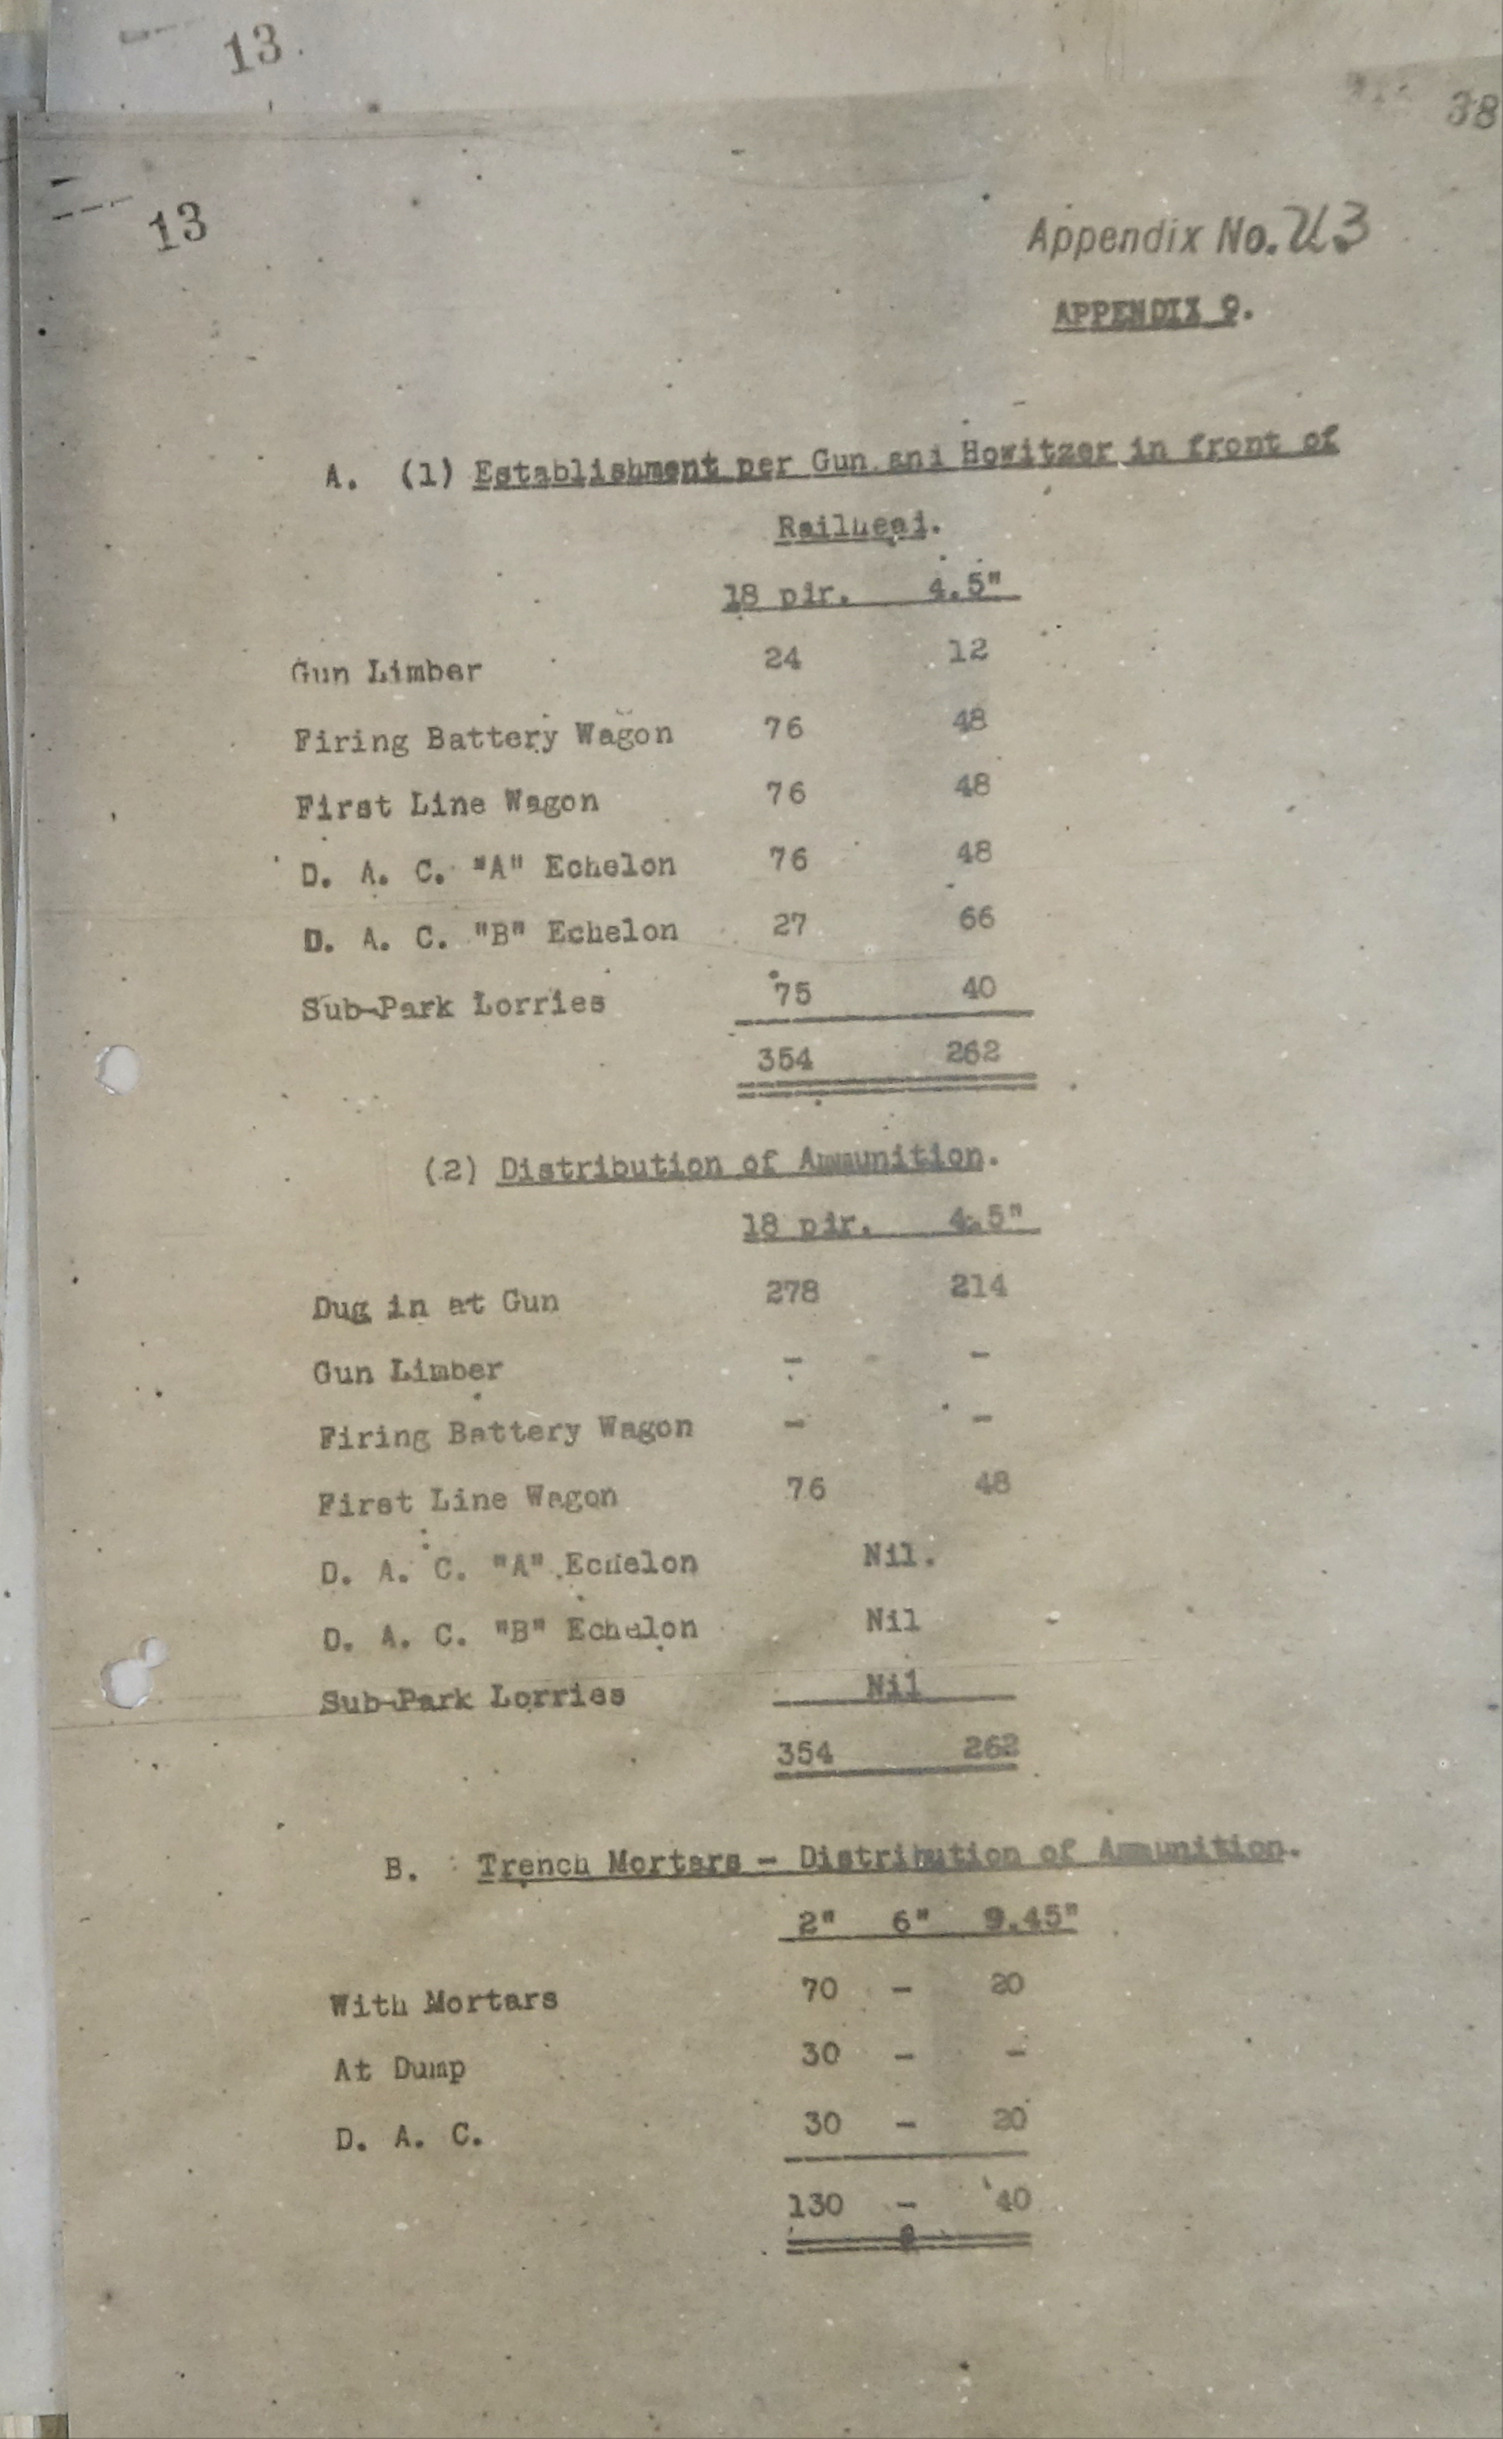 13.
38
13
Appendix No. U3
APPENDIX 9.
A. (1) Establishment per Gun and Howitzer in front of
Railhead.
18 pdr. 4.5"
Gun Limber 24 12
Firing Battery Wagon 76 48
First Line Wagon 76 48
D. A. C. "A" Echelon 76 48
D. A. C. "B" Echelon 27 66
Sub-Park Lorries 75 40
354 262
(2) Distribution of Ammunition.
18 pdr. 4.5"
Dug in at Gun 278 214
Gun Limber - -
Firing Battery Wagon - -
First Line Wagon 76 48
D. A. C. "A" Echelon Nil.
D. A. C. "B" Echelon Nil
Sub-Park Lorries Nil
354 262
B. Trench Mortars - Distribution of Ammunition.
2" 6" 9.45"
With Mortars 70 - 20
At Dump 30 - -
D. A. C. 30 - 20
130 - 40